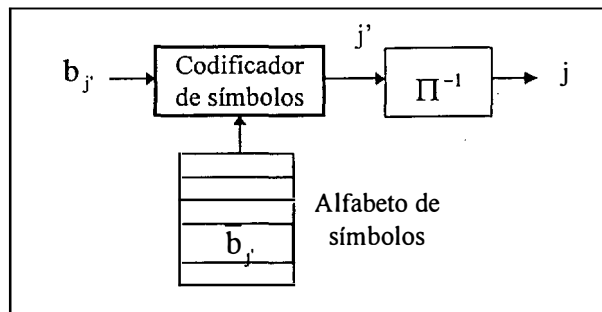 b j'
Codificador
de símbolos
j'
Π⁻¹
j
Alfabeto de
símbolos
b̄ j'